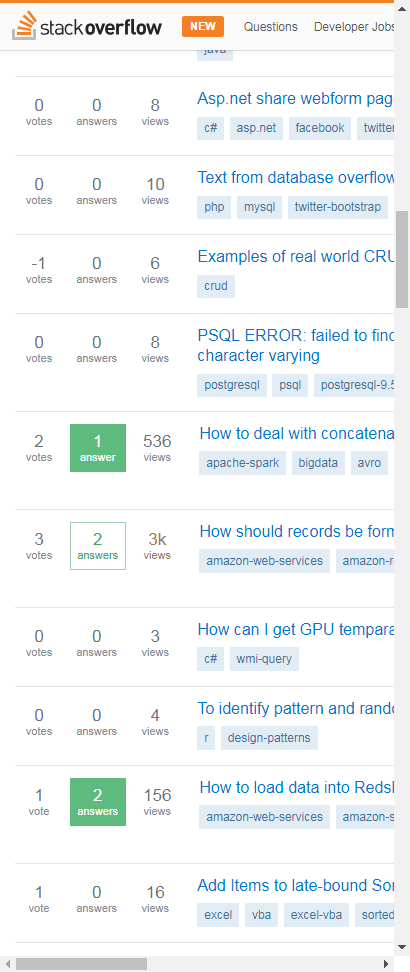 stackoverflow NEW Questions Developer Jobs
java
0 0 8 Asp.net share webform pag
votes answers views c# asp.net facebook twitter
0 0 10 Text from database overflow
votes answers views php mysql twitter-bootstrap
-1 0 6 Examples of real world CRU
votes answers views crud
0 0 8 PSQL ERROR: failed to find
votes answers views character varying
postgresql psql postgresql-9.5
2 1 536 How to deal with concatena
votes answer views apache-spark bigdata avro
3 2 3k How should records be form
votes answers views amazon-web-services amazon-r
0 0 3 How can I get GPU tempara
votes answers views c# wmi-query
0 0 4 To identify pattern and rando
votes answers views r design-patterns
1 2 156 How to load data into Redsh
vote answers views amazon-web-services amazon-s
1 0 16 Add Items to late-bound Sor
vote answers views excel vba excel-vba sorted